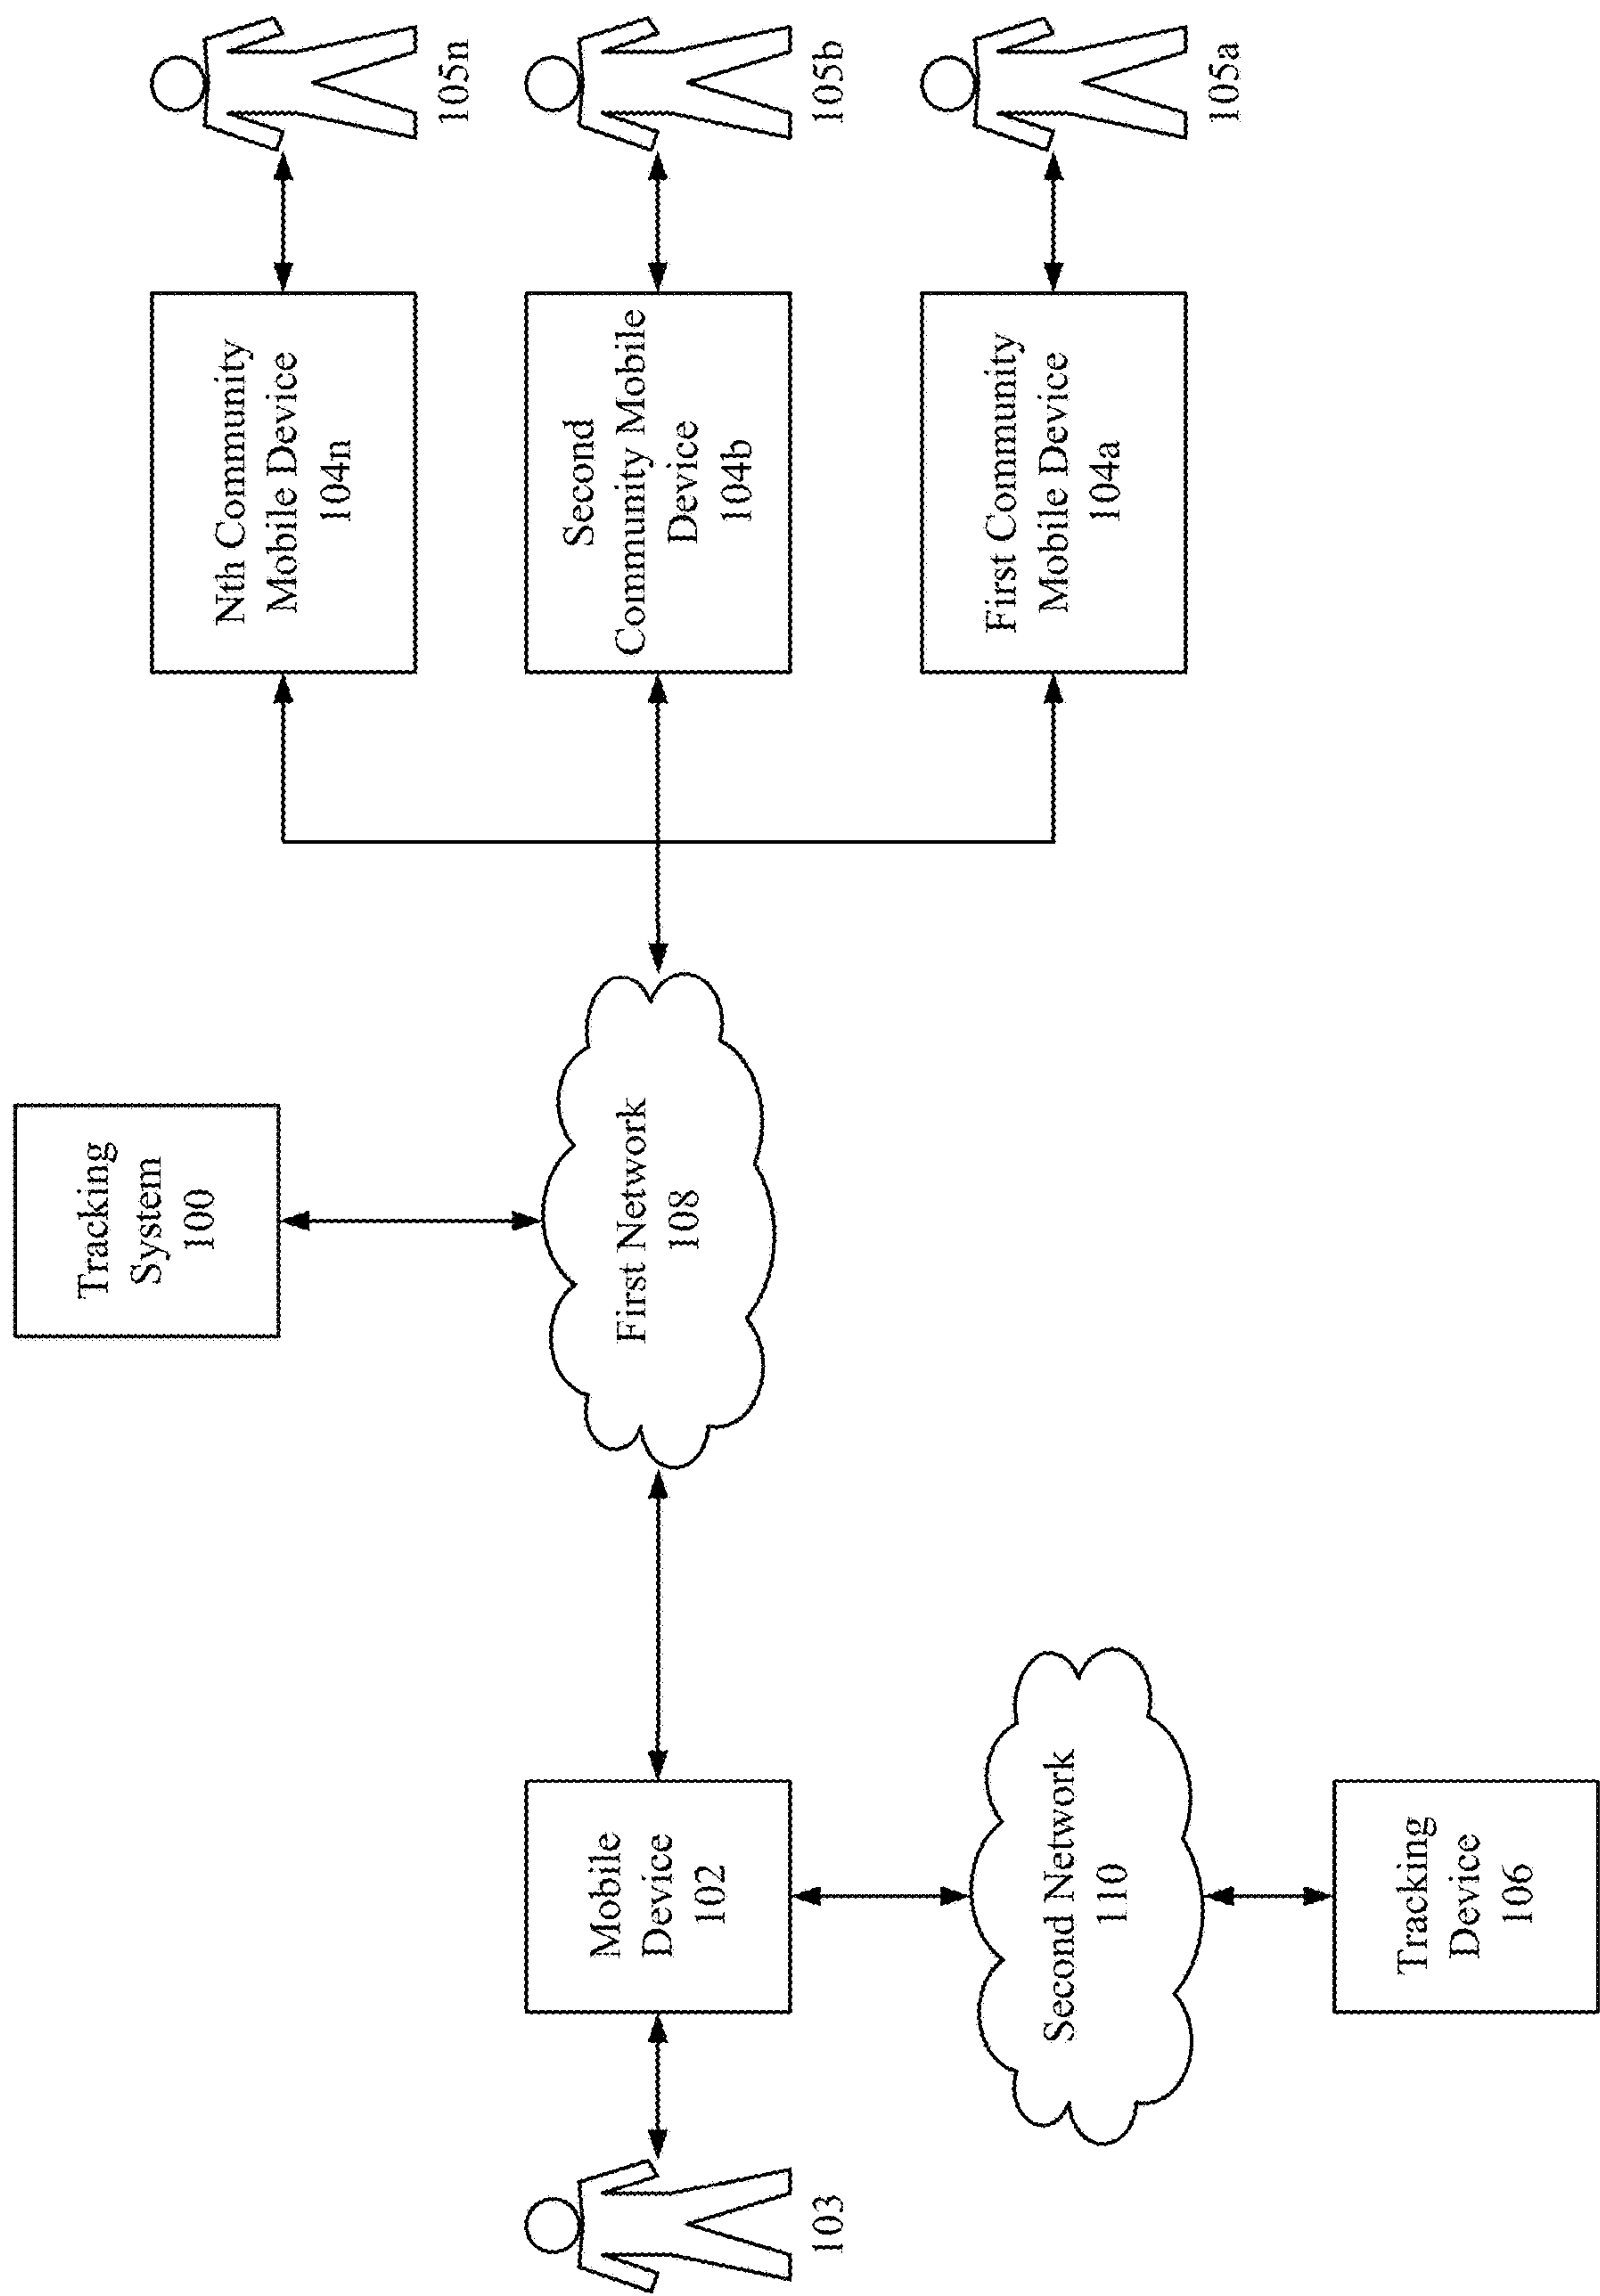 Tracking
System
100
Nth Community
Mobile Device
104n
105n
103
Mobile
Device
102
First Network
108
Second
Community Mobile
Device
104b
105b
Second Network
110
First Community
Mobile Device
104a
105a
Tracking
Device
106